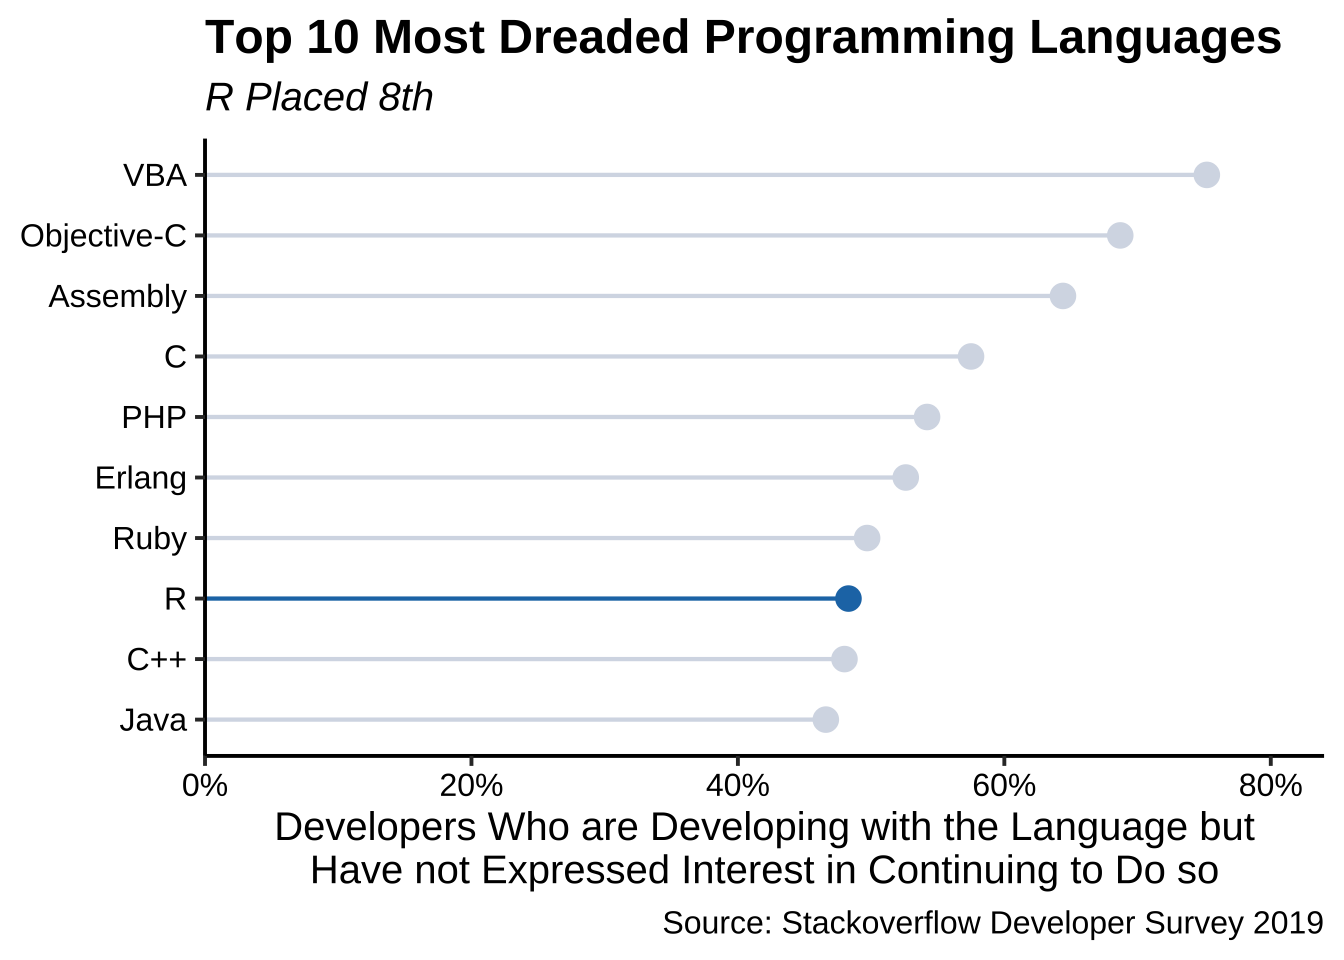 Top 10 Most Dreaded Programming Languages
R Placed 8th
VBA
Objective-C
Assembly
C
PHP
Erlang
Ruby
R
C++
Java
0% 20% 40% 60% 80%
Developers Who are Developing with the Language but
Have not Expressed Interest in Continuing to Do so
Source: Stackoverflow Developer Survey 2019